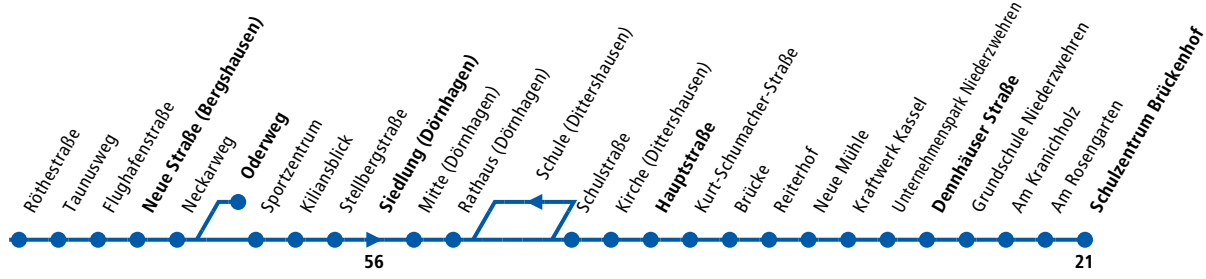 Röthestraße
Taunusweg
Flughafenstraße
Neue Straße (Bergshausen)
Neckarweg
Oderweg
Sportzentrum
Kiliansblick
Stellbergstraße
Siedlung (Dörnhagen)
Mitte (Dörnhagen)
Rathaus (Dörnhagen)
Schule (Dittershausen)
Schulstraße
Kirche (Dittershausen)
Hauptstraße
Kurt-Schumacher-Straße
Brücke
Reiterhof
Neue Mühle
Kraftwerk Kassel
Unternehmenspark Niederzwehren
Dennhäuser Straße
Grundschule Niederzwehren
Am Kranichholz
Am Rosengarten
Schulzentrum Brückenhof
56
21